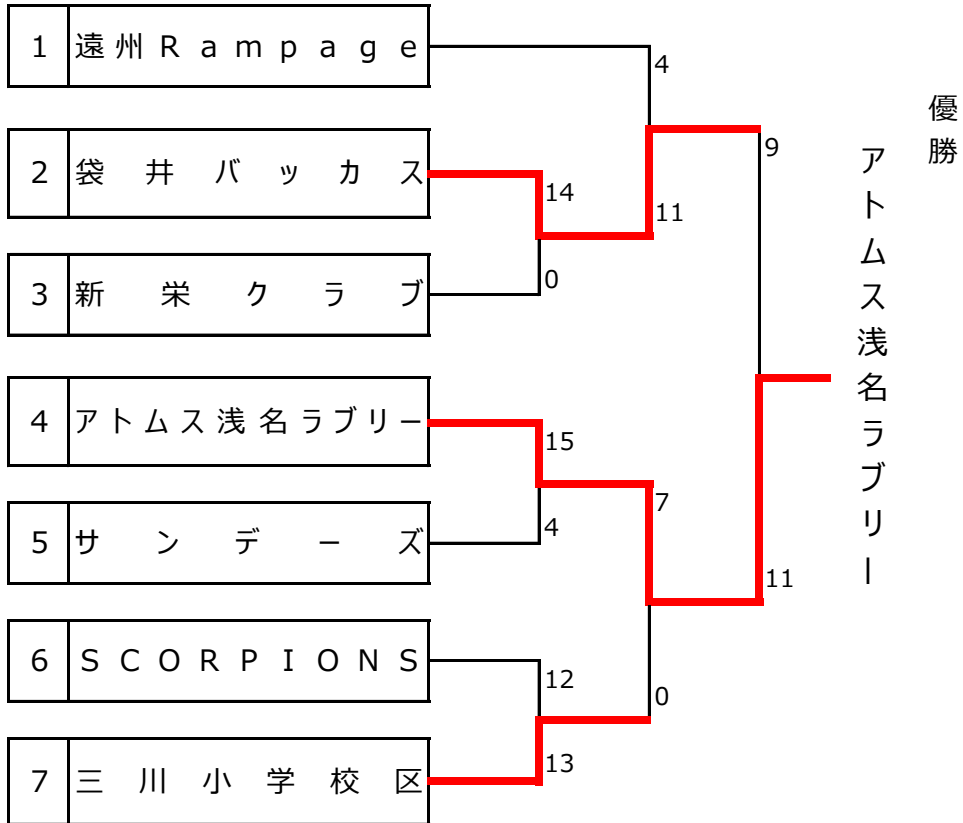 1 遠州Rampage
4
優勝
アトムス浅名ラブリー
9
2 袋井バッカス
14
11
3 新栄クラブ
0
4 アトムス浅名ラブリー
15
7
5 サンデーズ
4
11
6 SCORPIONS
12
0
7 三川小学校区
13